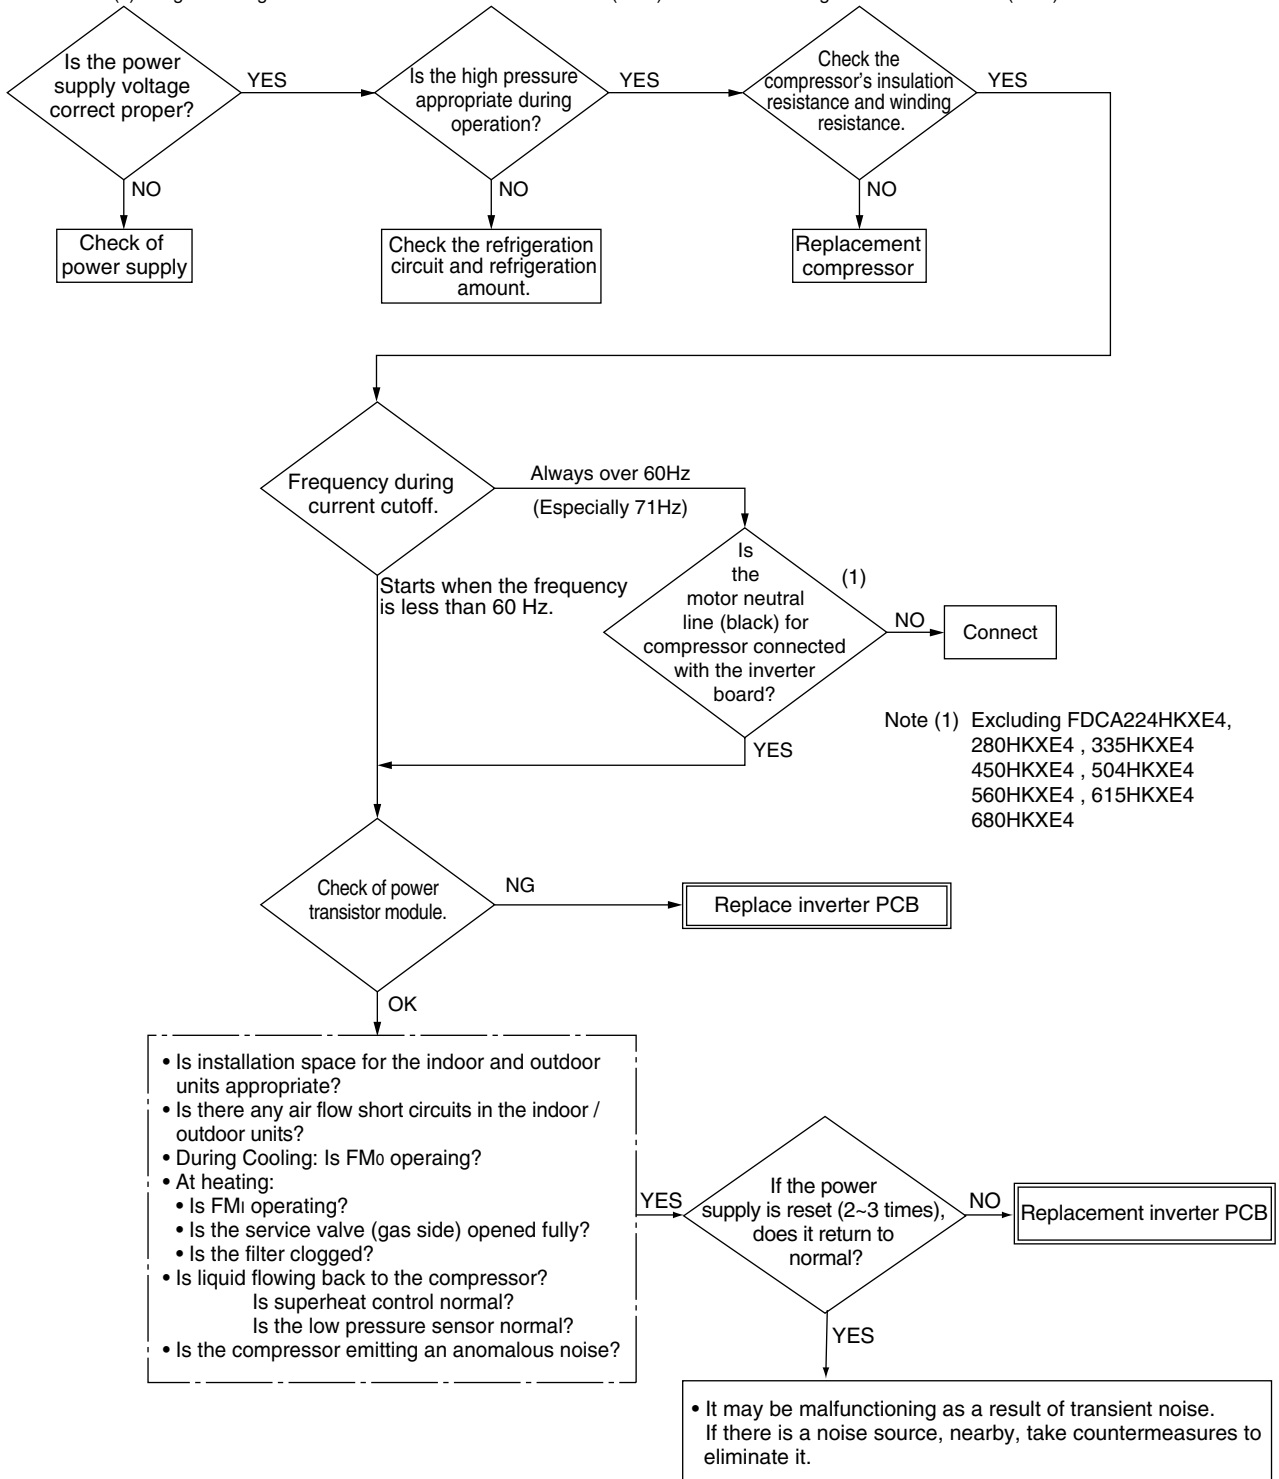 Is the power
supply voltage
correct proper?
YES
NO
Check of
power supply
Is the high pressure
appropriate during
operation?
YES
NO
Check the refrigeration
circuit and refrigeration
amount.
Check the
compressor's insulation
resistance and winding
resistance.
YES
NO
Replacement
compressor
Frequency during
current cutoff.
Always over 60Hz
(Especially 71Hz)
Starts when the frequency
is less than 60 Hz.
Is
the
motor neutral
line (black) for
compressor connected
with the inverter
board?
(1)
NO
Connect
YES
Note (1) Excluding FDCA224HKXE4,
280HKXE4 , 335HKXE4
450HKXE4 , 504HKXE4
560HKXE4 , 615HKXE4
680HKXE4
Check of power
transistor module.
NG
Replace inverter PCB
OK
• Is installation space for the indoor and outdoor
units appropriate?
• Is there any air flow short circuits in the indoor /
outdoor units?
• During Cooling: Is FMo operaing?
• At heating:
• Is FMI operating?
• Is the service valve (gas side) opened fully?
• Is the filter clogged?
• Is liquid flowing back to the compressor?
Is superheat control normal?
Is the low pressure sensor normal?
• Is the compressor emitting an anomalous noise?
YES
If the power
supply is reset (2~3 times),
does it return to
normal?
NO
Replacement inverter PCB
YES
• It may be malfunctioning as a result of transient noise.
If there is a noise source, nearby, take countermeasures to
eliminate it.